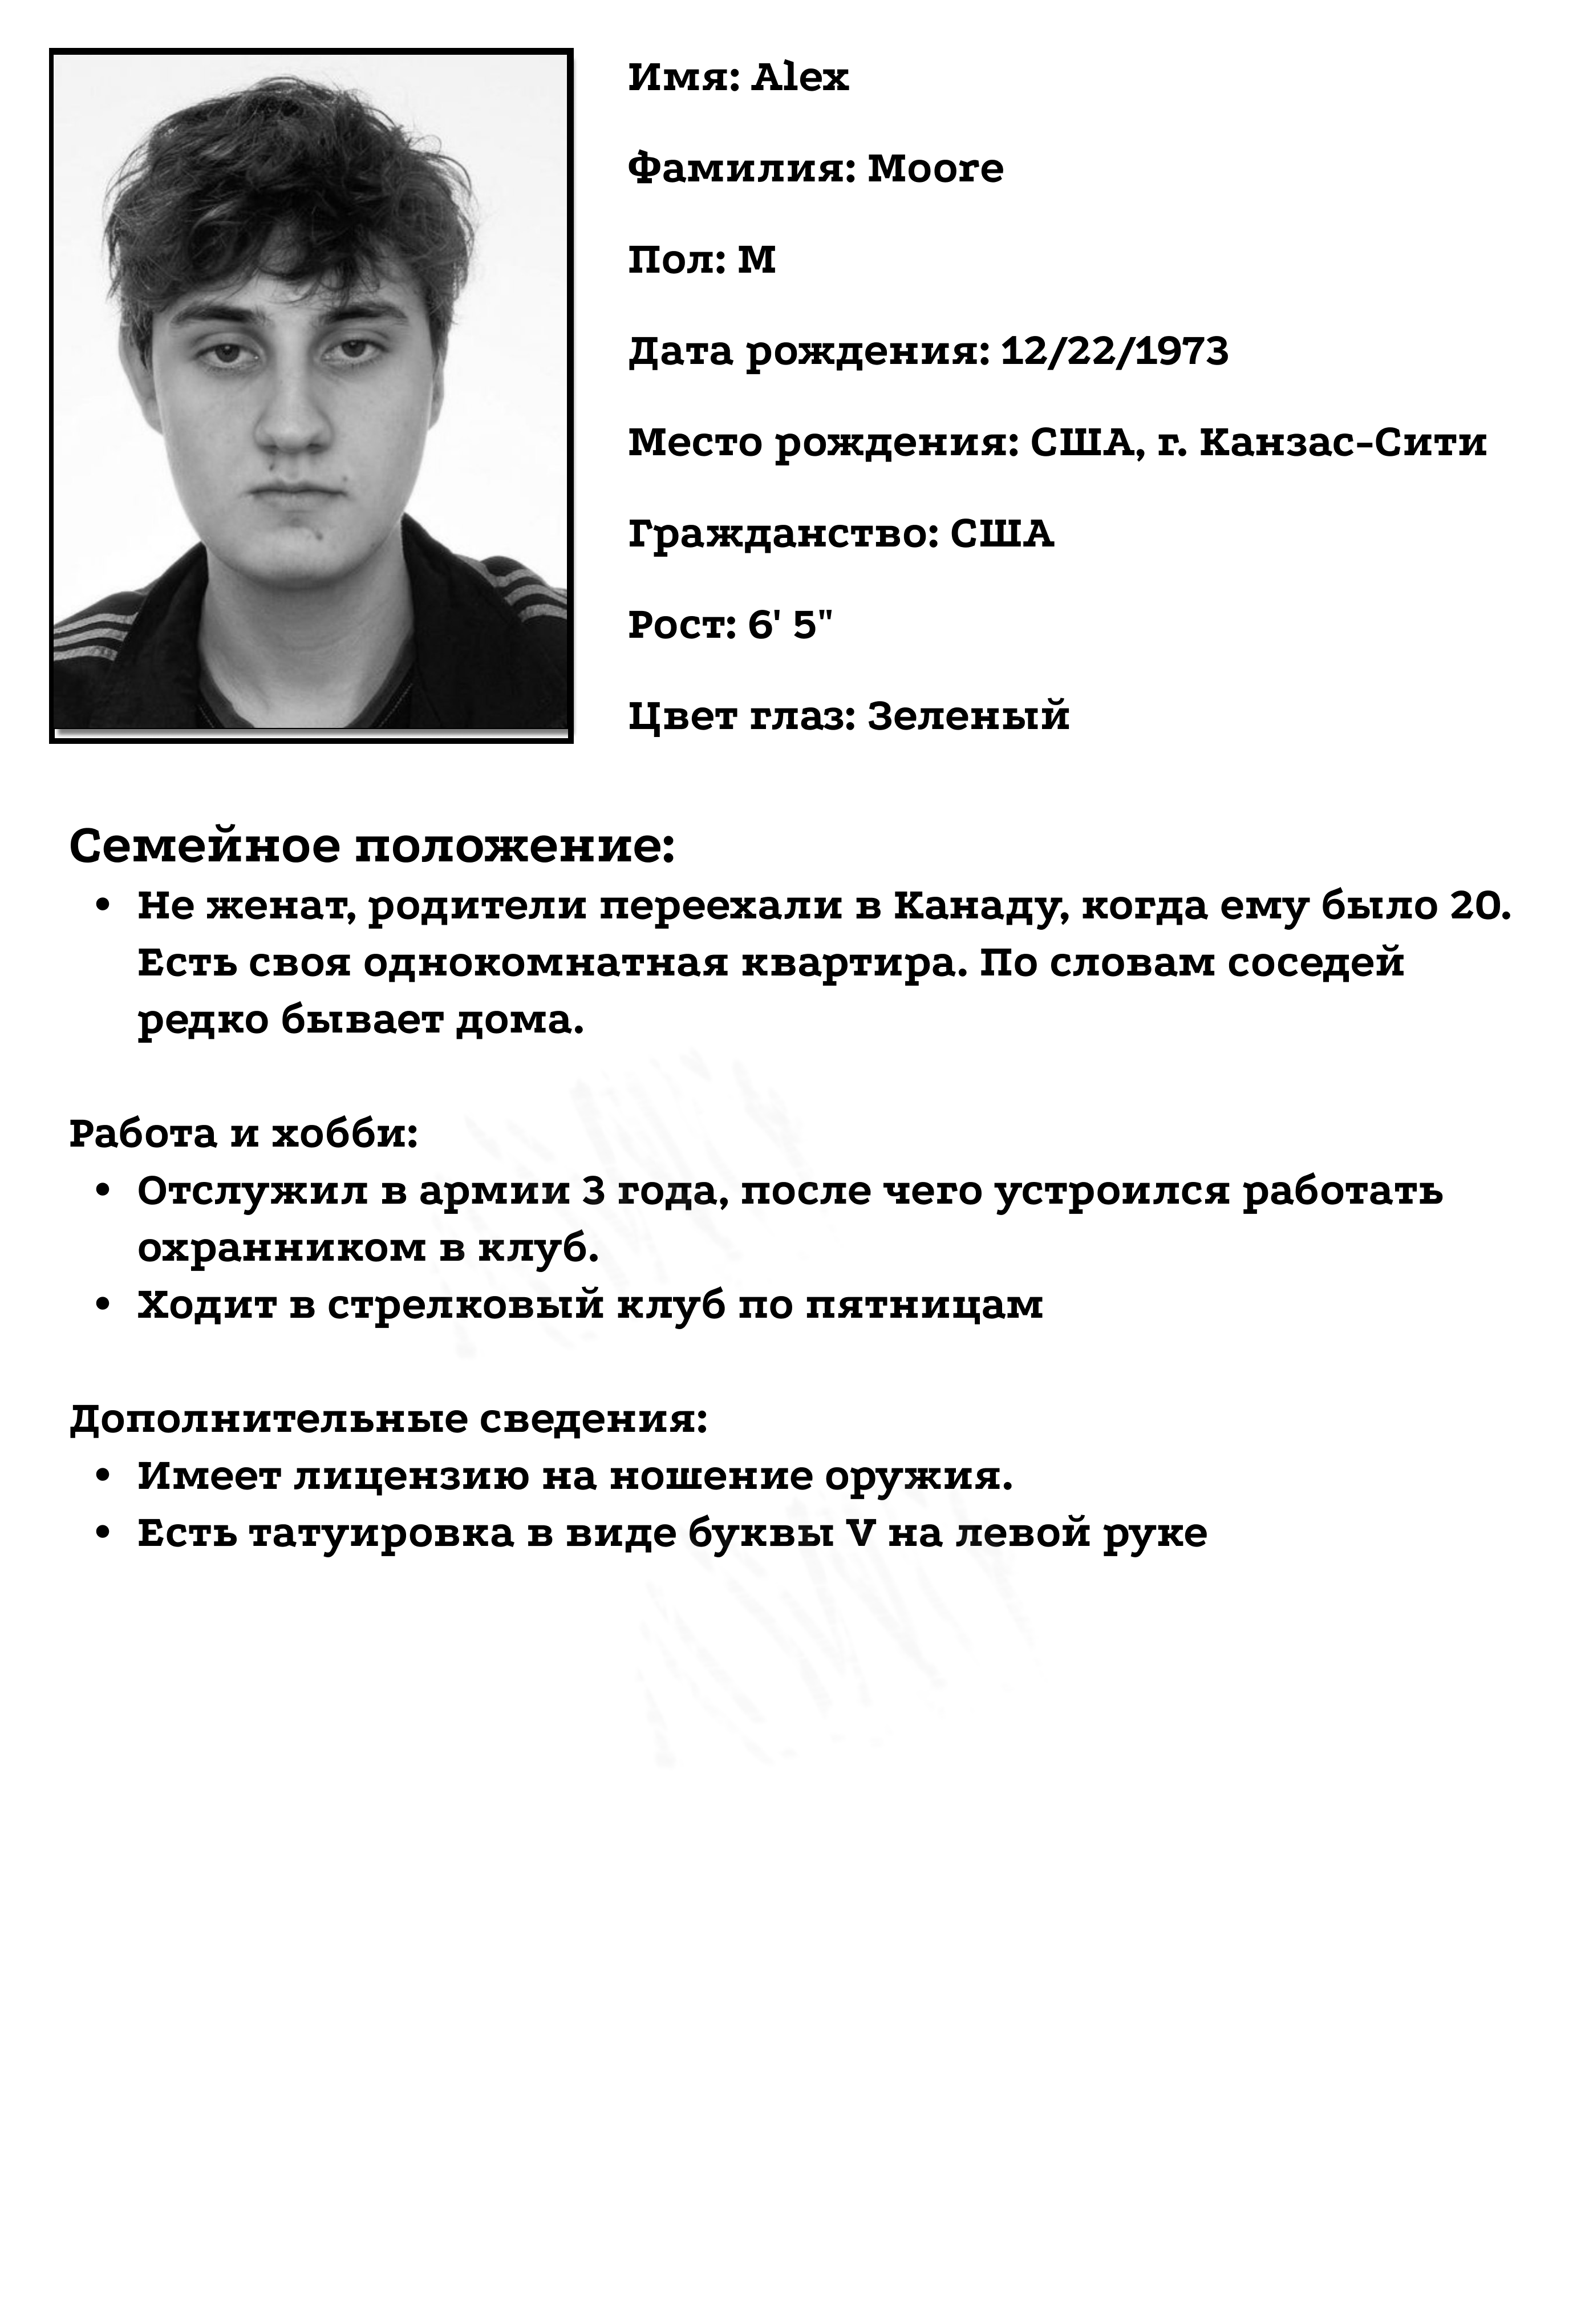 Имя: Alex
Фамилия: Moore
Пол: М
Дата рождения: 12/22/1973
Место рождения: США, г. Канзас-Сити
Гражданство: США
Рост: 6' 5"
Цвет глаз: Зеленый
Семейное положение:
• Не женат, родители переехали в Канаду, когда ему было 20.
Есть своя однокомнатная квартира. По словам соседей
редко бывает дома.
Работа и хобби:
• Отслужил в армии 3 года, после чего устроился работать
охранником в клуб.
• Ходит в стрелковый клуб по пятницам
Дополнительные сведения:
• Имеет лицензию на ношение оружия.
• Есть татуировка в виде буквы V на левой руке